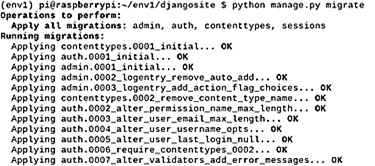 (env1) pi@raspberrypi:~/env1/djangosite $ python manage.py migrate
Operations to perform:
  Apply all migrations: admin, auth, contenttypes, sessions
Running migrations:
  Applying contenttypes.0001_initial... OK
  Applying auth.0001_initial... OK
  Applying admin.0001_initial... OK
  Applying admin.0002_logentry_remove_auto_add... OK
  Applying admin.0003_logentry_add_action_flag_choices... OK
  Applying contenttypes.0002_remove_content_type_name... OK
  Applying auth.0002_alter_permission_name_max_length... OK
  Applying auth.0003_alter_user_email_max_length... OK
  Applying auth.0004_alter_user_username_opts... OK
  Applying auth.0005_alter_user_last_login_null... OK
  Applying auth.0006_require_contenttypes_0002... OK
  Applying auth.0007_alter_validators_add_error_messages... OK